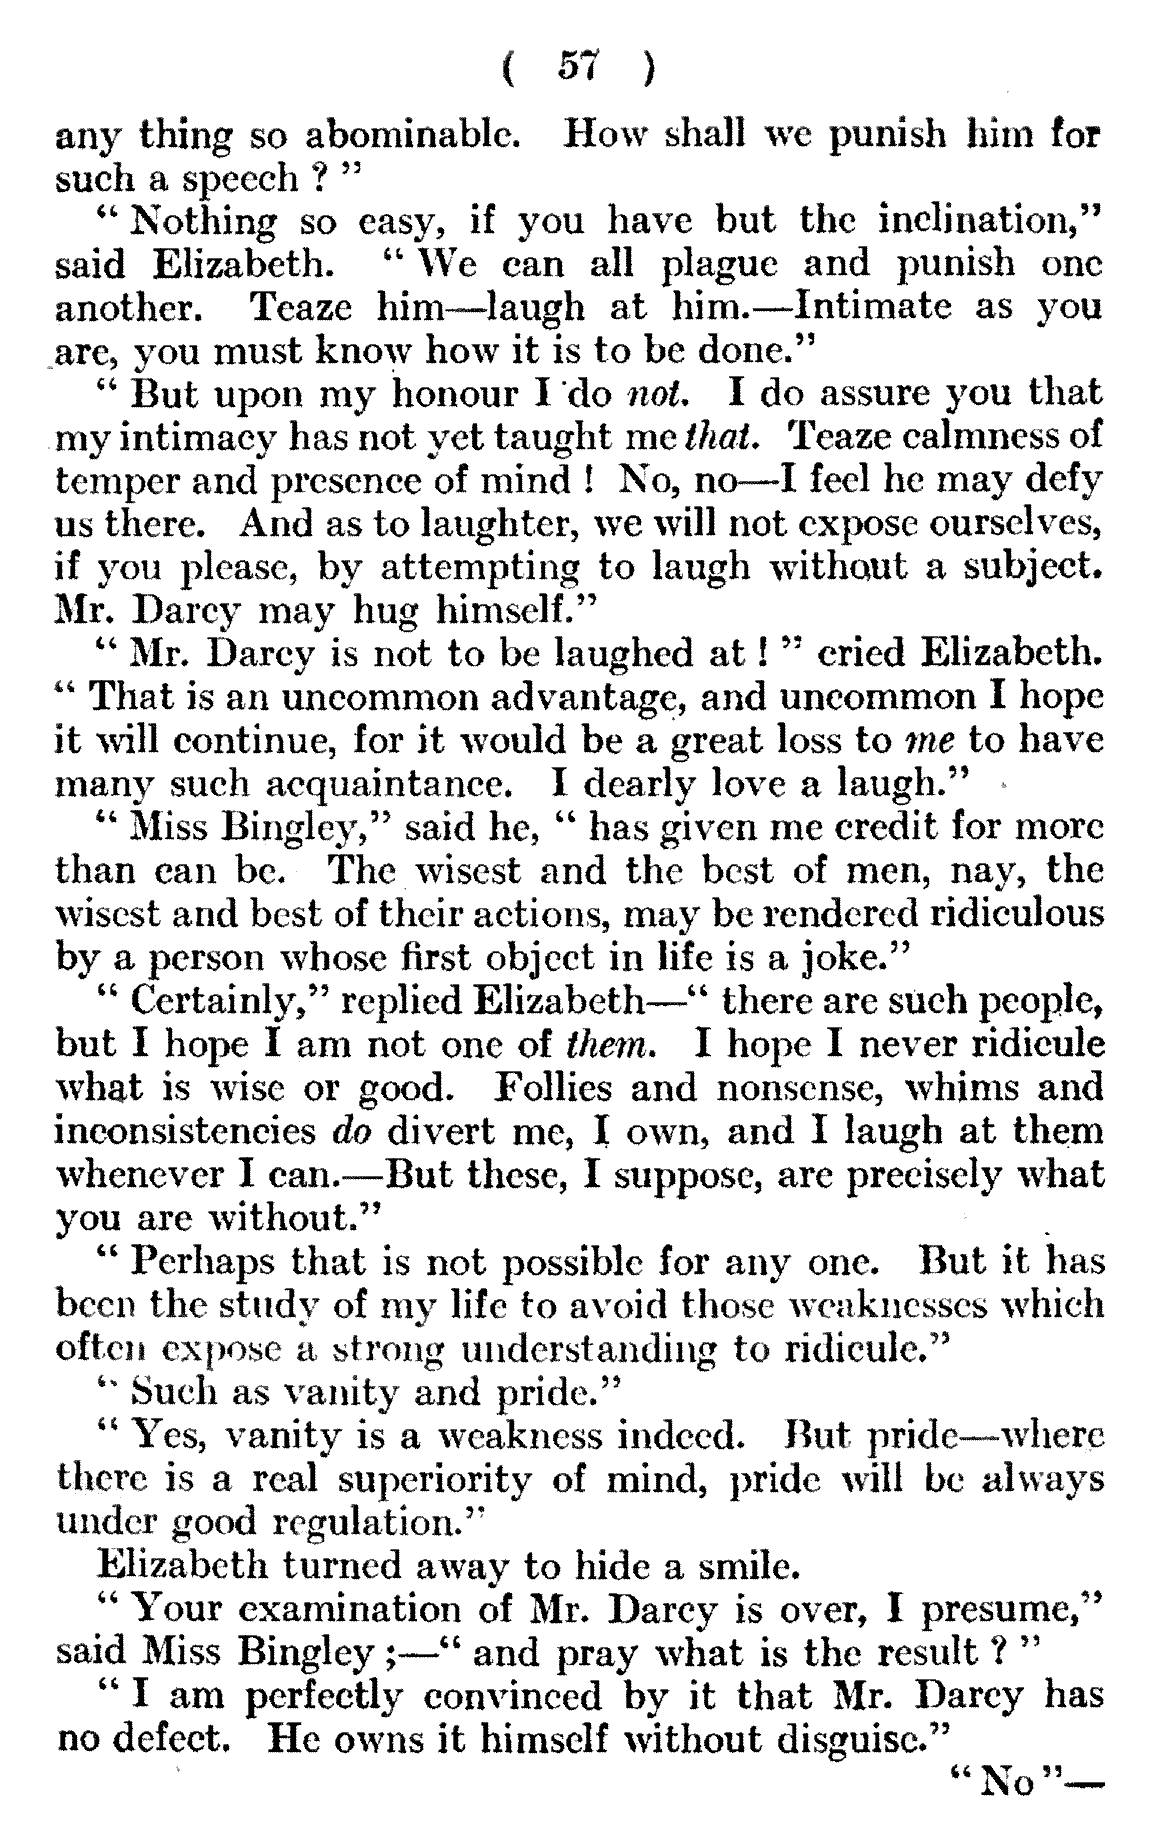 ( 57 )
any thing so abominable. How shall we punish him for
such a speech ? ”
“ Nothing so easy, if you have but the inclination,”
said Elizabeth. “ We can all plague and punish one
another. Teaze him—laugh at him.—Intimate as you
are, you must know how it is to be done.”
“ But upon my honour I do not. I do assure you that
my intimacy has not yet taught me that. Teaze calmness of
temper and presence of mind ! No, no—I feel he may defy
us there. And as to laughter, we will not expose ourselves,
if you please, by attempting to laugh without a subject.
Mr. Darcy may hug himself.”
“ Mr. Darcy is not to be laughed at ! ” cried Elizabeth.
“ That is an uncommon advantage, and uncommon I hope
it will continue, for it would be a great loss to me to have
many such acquaintance. I dearly love a laugh.”
“ Miss Bingley,” said he, “ has given me credit for more
than can be. The wisest and the best of men, nay, the
wisest and best of their actions, may be rendered ridiculous
by a person whose first object in life is a joke.”
“ Certainly,” replied Elizabeth—“ there are such people,
but I hope I am not one of them. I hope I never ridicule
what is wise or good. Follies and nonsense, whims and
inconsistencies do divert me, I own, and I laugh at them
whenever I can.—But these, I suppose, are precisely what
you are without.”
“ Perhaps that is not possible for any one. But it has
been the study of my life to avoid those weaknesses which
often expose a strong understanding to ridicule.”
“ Such as vanity and pride.”
“ Yes, vanity is a weakness indeed. But pride—where
there is a real superiority of mind, pride will be always
under good regulation.”
Elizabeth turned away to hide a smile.
“ Your examination of Mr. Darcy is over, I presume,”
said Miss Bingley ;—“ and pray what is the result ? ”
“ I am perfectly convinced by it that Mr. Darcy has
no defect. He owns it himself without disguise.”
“ No ”—